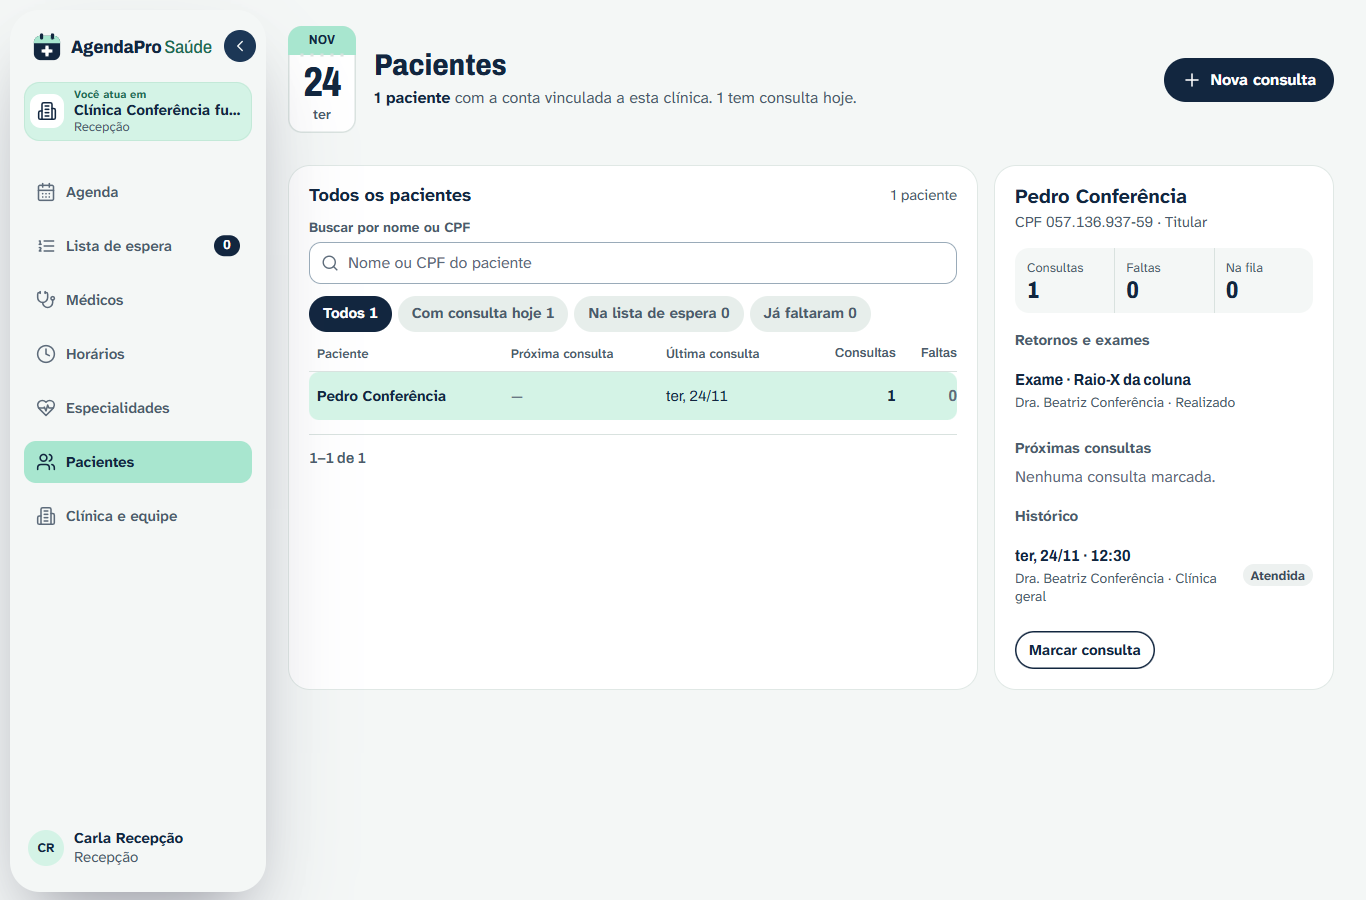 AgendaPro Saúde
Você atua em
Clínica Conferência fu...
Recepção
Agenda
Lista de espera 0
Médicos
Horários
Especialidades
Pacientes
Clínica e equipe
CR
Carla Recepção
Recepção
NOV
24
ter
Pacientes
1 paciente com a conta vinculada a esta clínica. 1 tem consulta hoje.
+ Nova consulta
Todos os pacientes
1 paciente
Buscar por nome ou CPF
Nome ou CPF do paciente
Todos 1 Com consulta hoje 1 Na lista de espera 0 Já faltaram 0
Paciente Próxima consulta Última consulta Consultas Faltas
Pedro Conferência — ter, 24/11 1 0
1–1 de 1
Pedro Conferência
CPF 057.136.937-59 · Titular
Consultas Faltas Na fila
1 0 0
Retornos e exames
Exame · Raio-X da coluna
Dra. Beatriz Conferência · Realizado
Próximas consultas
Nenhuma consulta marcada.
Histórico
ter, 24/11 · 12:30
Dra. Beatriz Conferência · Clínica
geral
Atendida
Marcar consulta